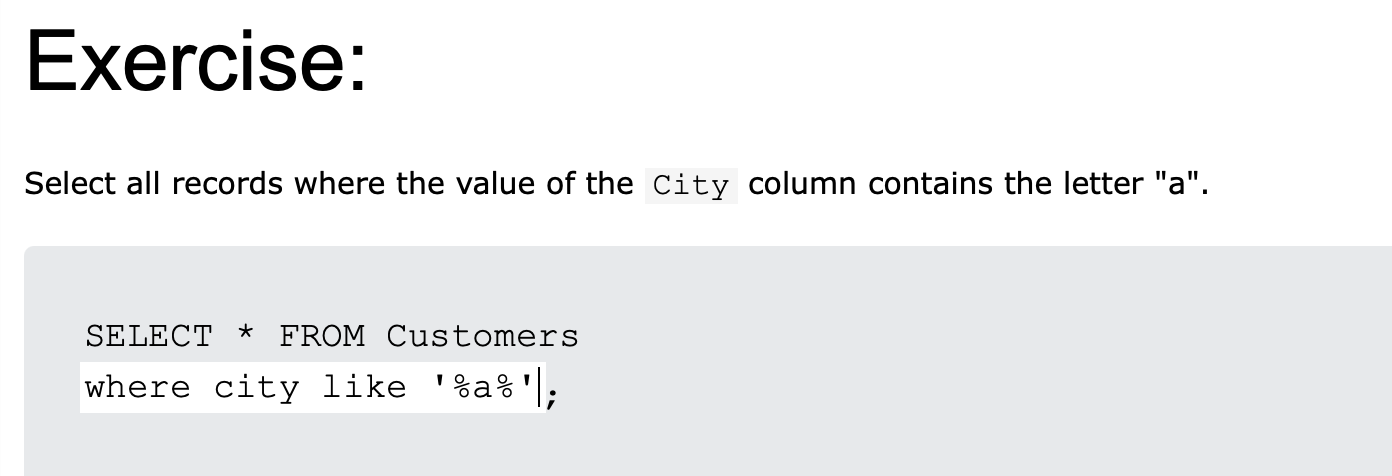 Exercise:
Select all records where the value of the City column contains the letter "a".
SELECT * FROM Customers
where city like '%a%';